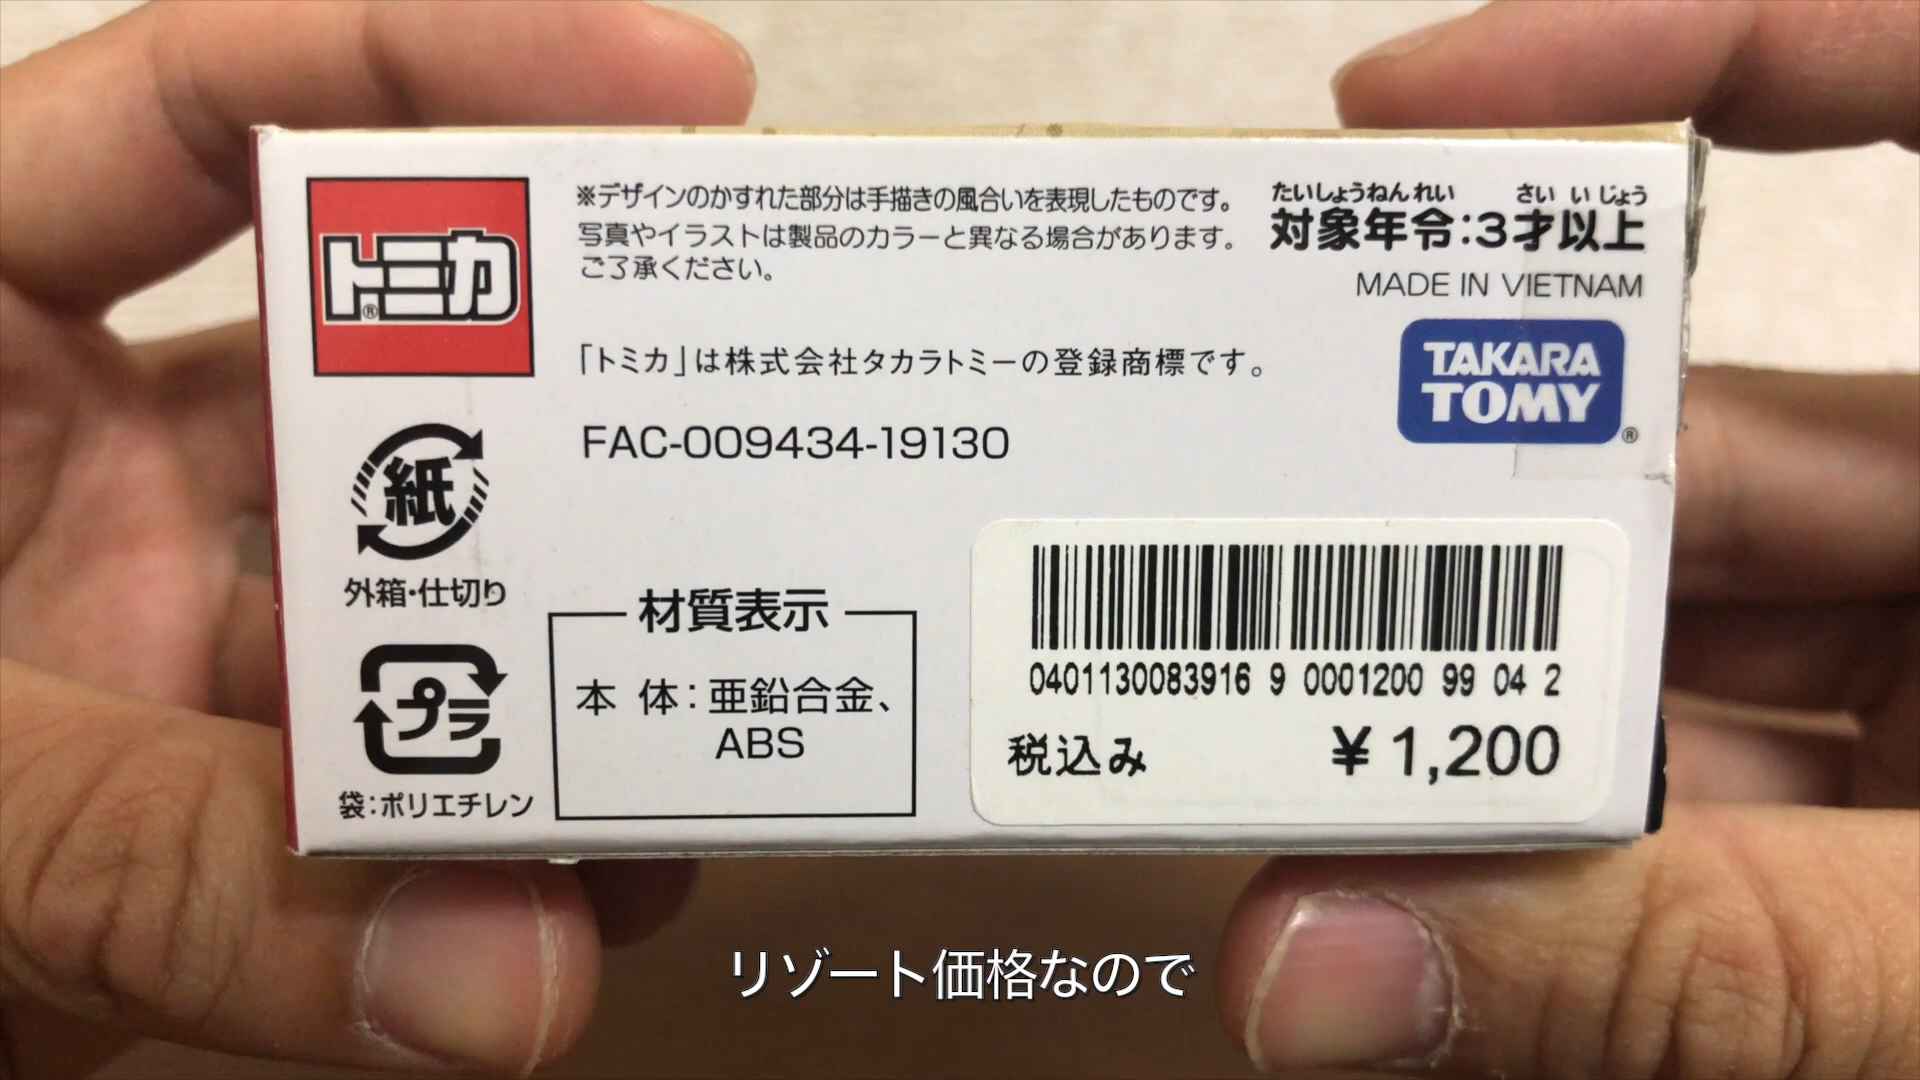 トミカ®
※デザインのかすれた部分は手描きの風合いを表現したものです。
写真やイラストは製品のカラーと異なる場合があります。
ご了承ください。
たいしょうねんれい さい いじょう
対象年令:3才以上
MADE IN VIETNAM
TAKARA
TOMY®
「トミカ」は株式会社タカラトミーの登録商標です。
FAC-009434-19130
紙
外箱・仕切り
プラ
袋:ポリエチレン
材質表示
本 体:亜鉛合金、
ABS
0401130083916 9 0001200 99 04 2
税込み ¥1,200
リゾート価格なので